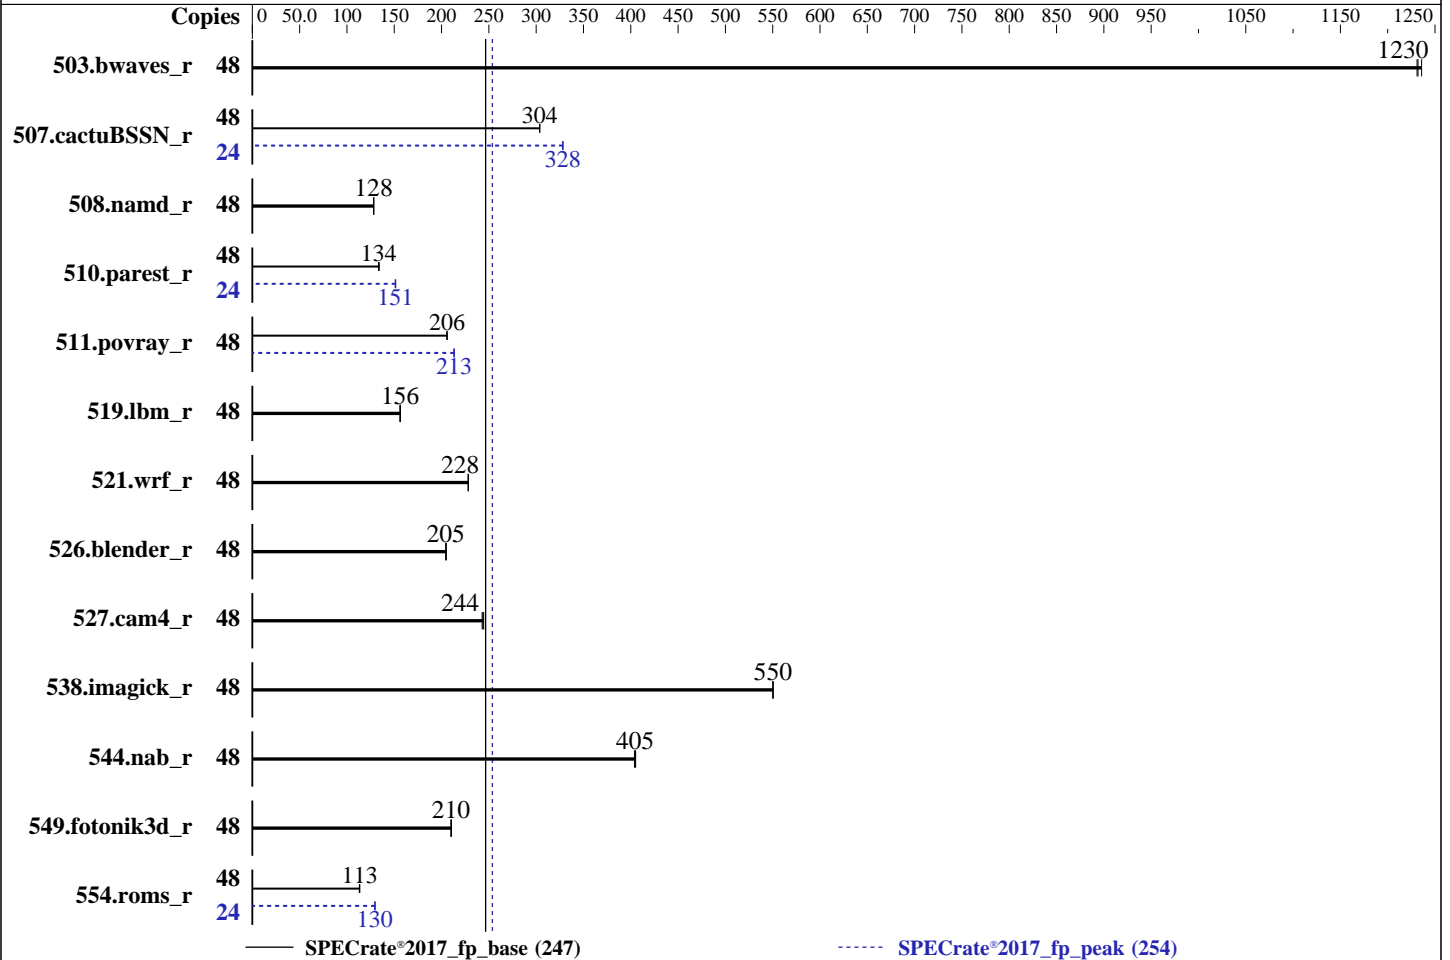 Copies 0 50.0 100 150 200 250 300 350 400 450 500 550 600 650 700 750 800 850 900 950 1050 1150 1250
503.bwaves_r 48 1230
507.cactuBSSN_r 48 304
24 328
508.namd_r 48 128
510.parest_r 48 134
24 151
511.povray_r 48 206
213
519.lbm_r 48 156
521.wrf_r 48 228
526.blender_r 48 205
527.cam4_r 48 244
538.imagick_r 48 550
544.nab_r 48 405
549.fotonik3d_r 48 210
554.roms_r 48 113
24 130
SPECrate®2017_fp_base (247) SPECrate®2017_fp_peak (254)